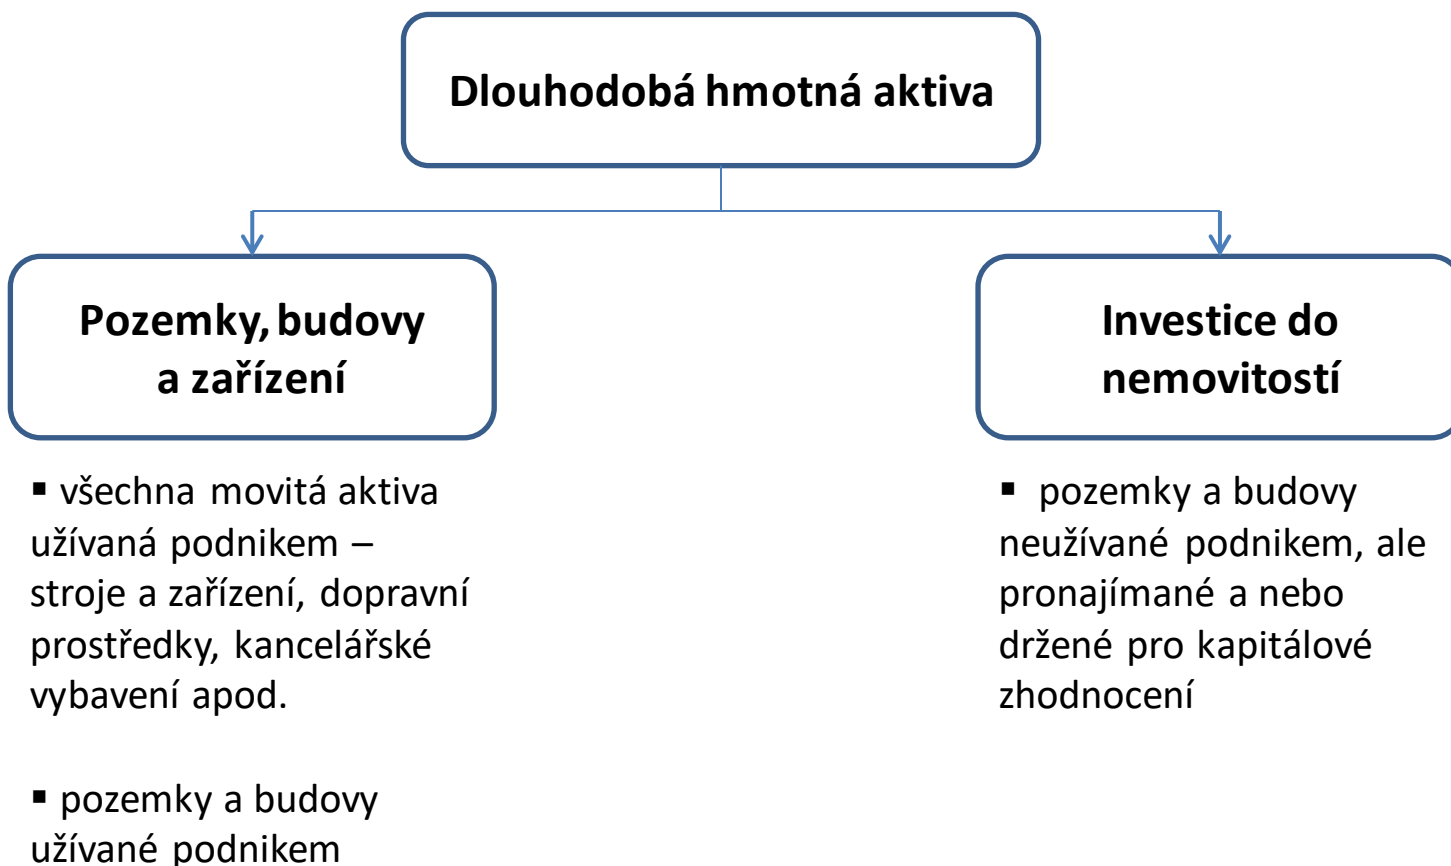 Dlouhodobá hmotná aktiva
Pozemky, budovy
a zařízení
▪ všechna movitá aktiva
užívaná podnikem –
stroje a zařízení, dopravní
prostředky, kancelářské
vybavení apod.
▪ pozemky a budovy
užívané podnikem
Investice do
nemovitostí
▪ pozemky a budovy
neužívané podnikem, ale
pronajímané a nebo
držené pro kapitálové
zhodnocení